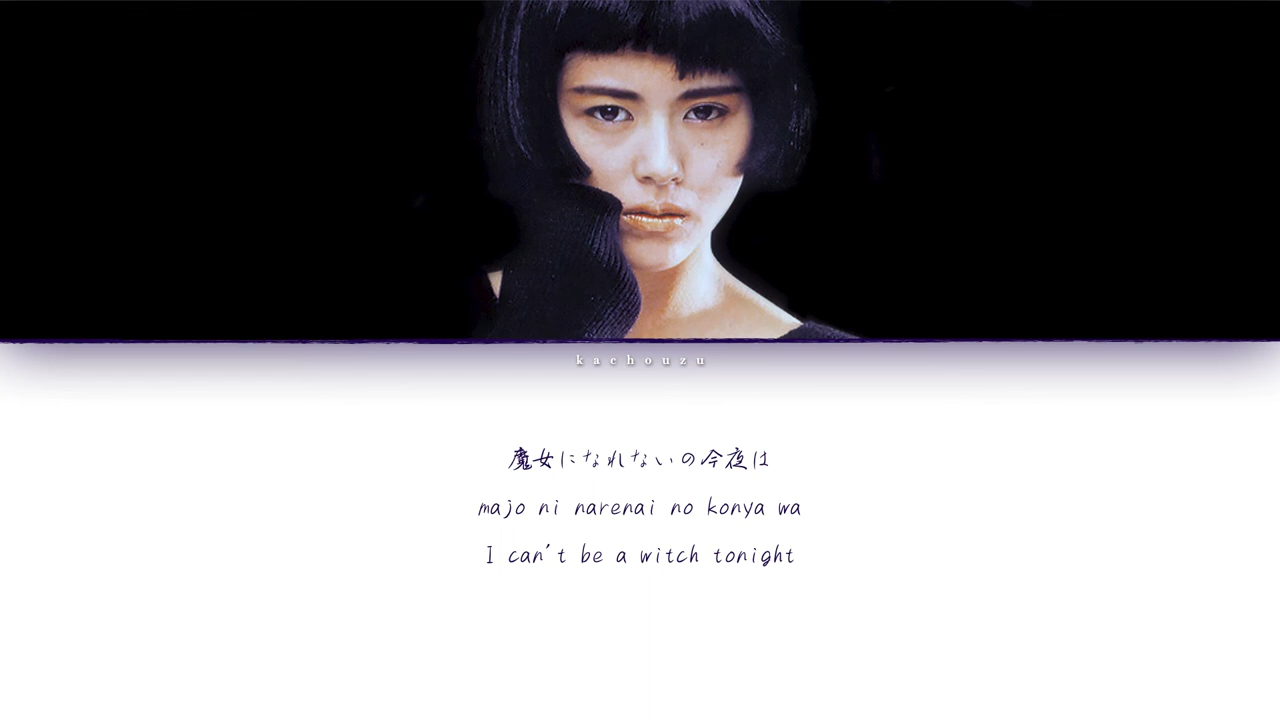 kachouzu
魔女になれないの今夜は
majo ni narenai no konya wa
I can't be a witch tonight